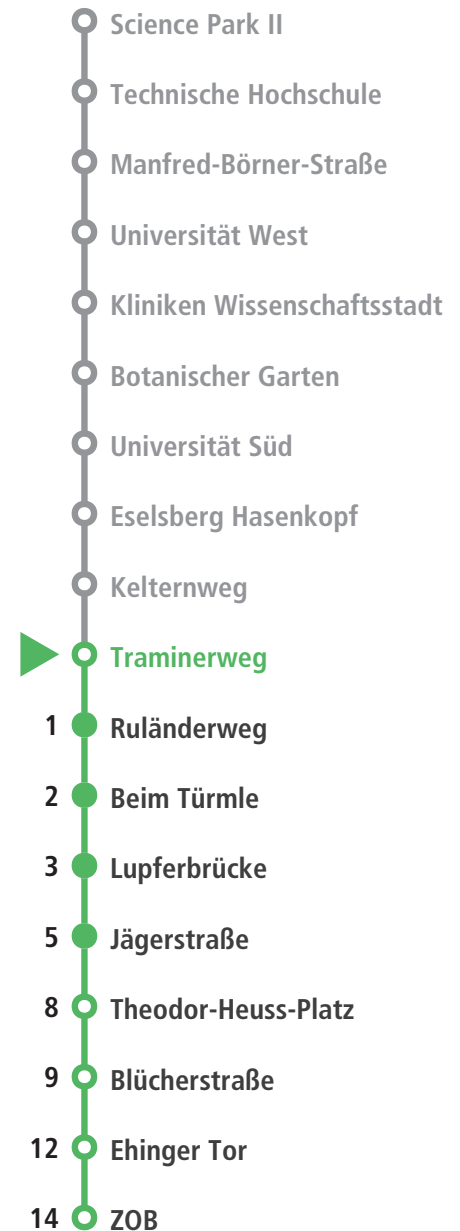 Science Park II
Technische Hochschule
Manfred-Börner-Straße
Universität West
Kliniken Wissenschaftsstadt
Botanischer Garten
Universität Süd
Eselsberg Hasenkopf
Kelternweg
Traminerweg
1 Ruländerweg
2 Beim Türmle
3 Lupferbrücke
5 Jägerstraße
8 Theodor-Heuss-Platz
9 Blücherstraße
12 Ehinger Tor
14 ZOB